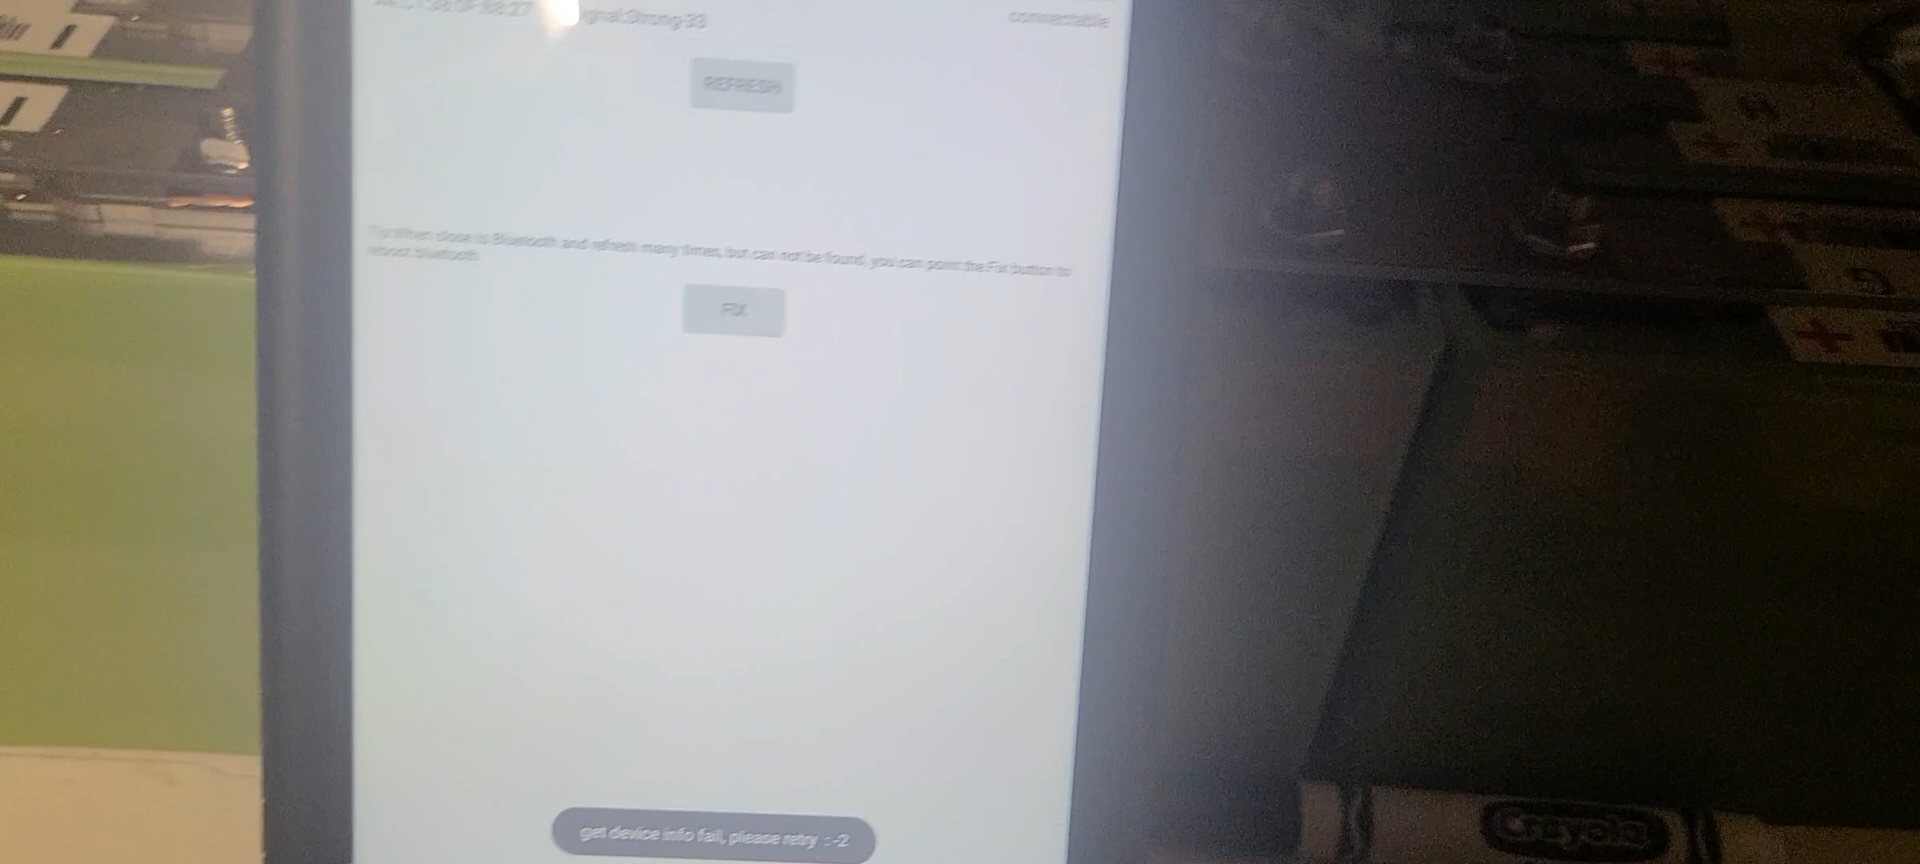 Signal:Strong-33 connectable
REFRESH
Tip:When close to Bluetooth and refresh many times, but can not be found, you can point the Fix button to
reboot bluetooth
FIX
get device info fail, please retry : -2
Crayola